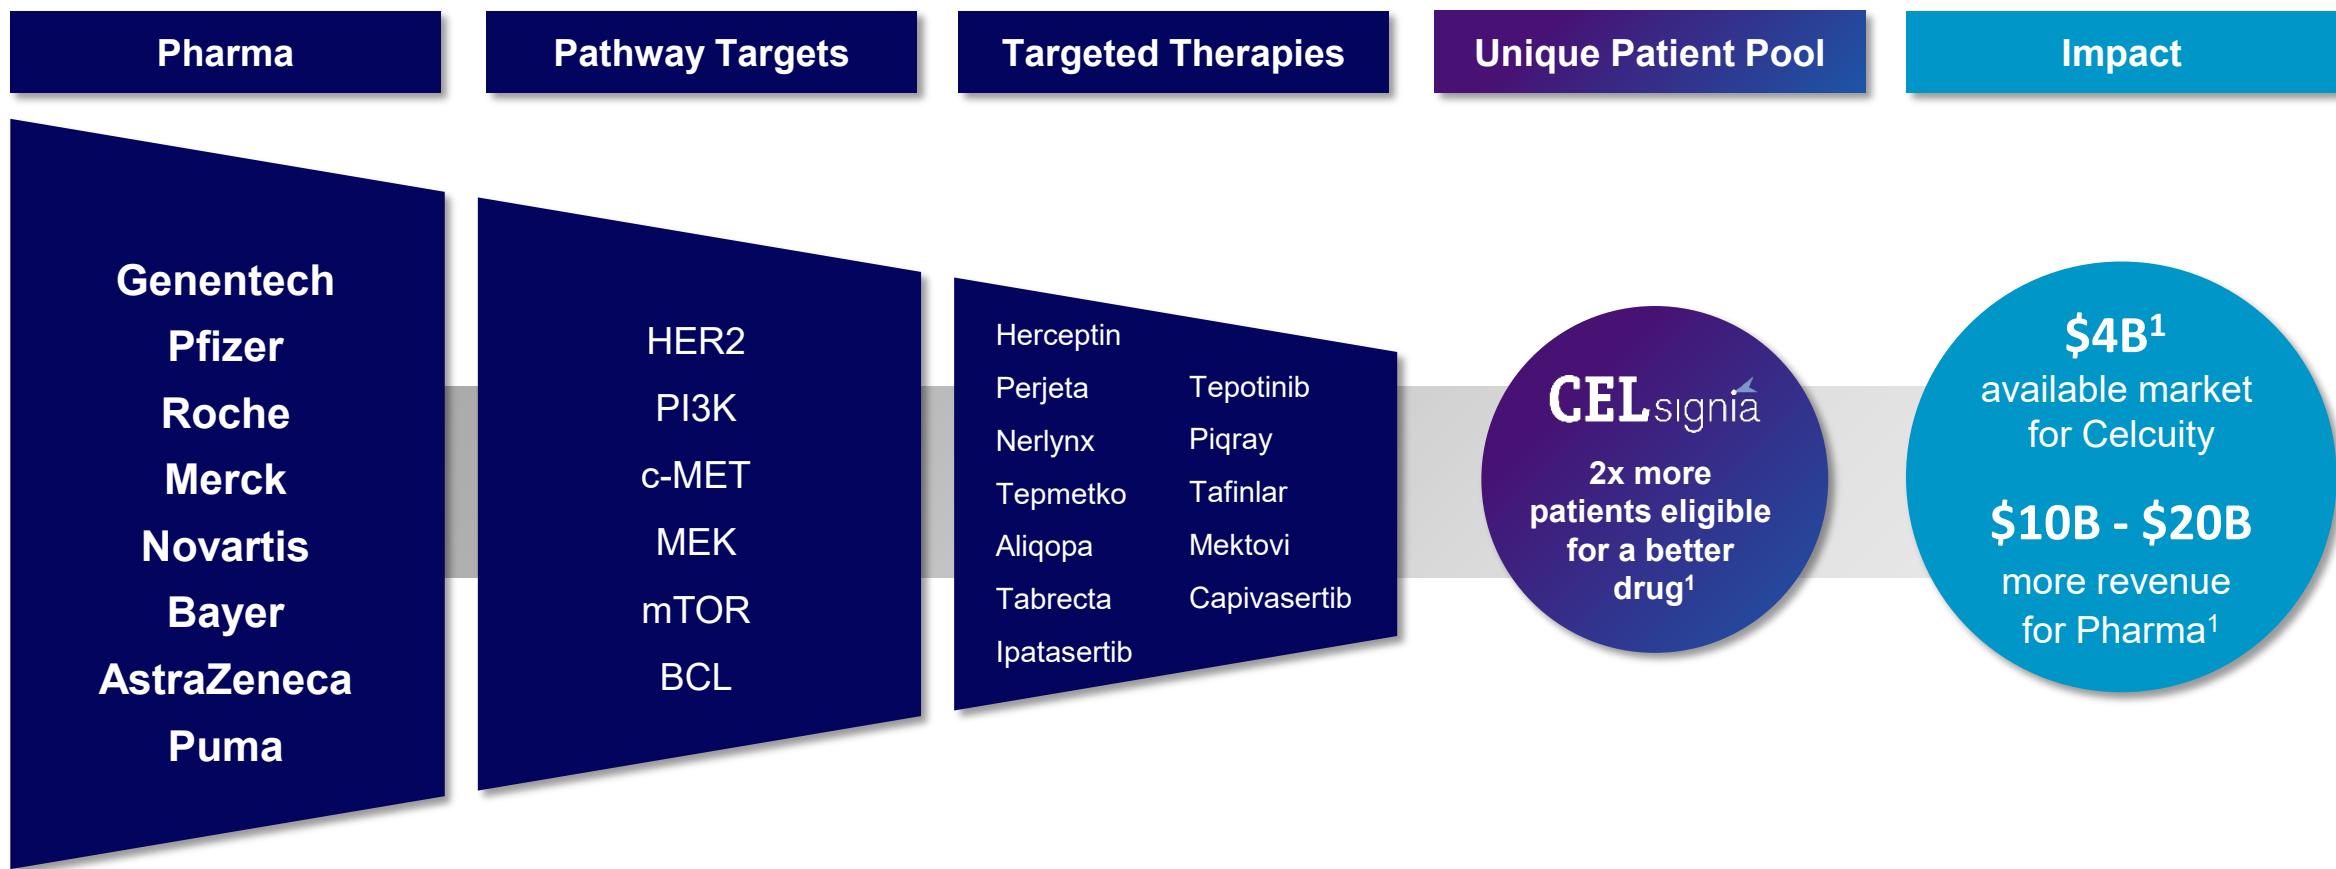 Pharma
Pathway Targets
Targeted Therapies
Unique Patient Pool
Impact
Genentech
Pfizer
Roche
Merck
Novartis
Bayer
AstraZeneca
Puma
HER2
PI3K
c-MET
MEK
mTOR
BCL
Herceptin
Perjeta
Nerlynx
Tepmetko
Aliqopa
Tabrecta
Ipatasertib
Tepotinib
Piqray
Tafinlar
Mektovi
Capivasertib
CELsignia
2x more
patients eligible
for a better
drug¹
$4B¹
available market
for Celcuity
$10B - $20B
more revenue
for Pharma¹